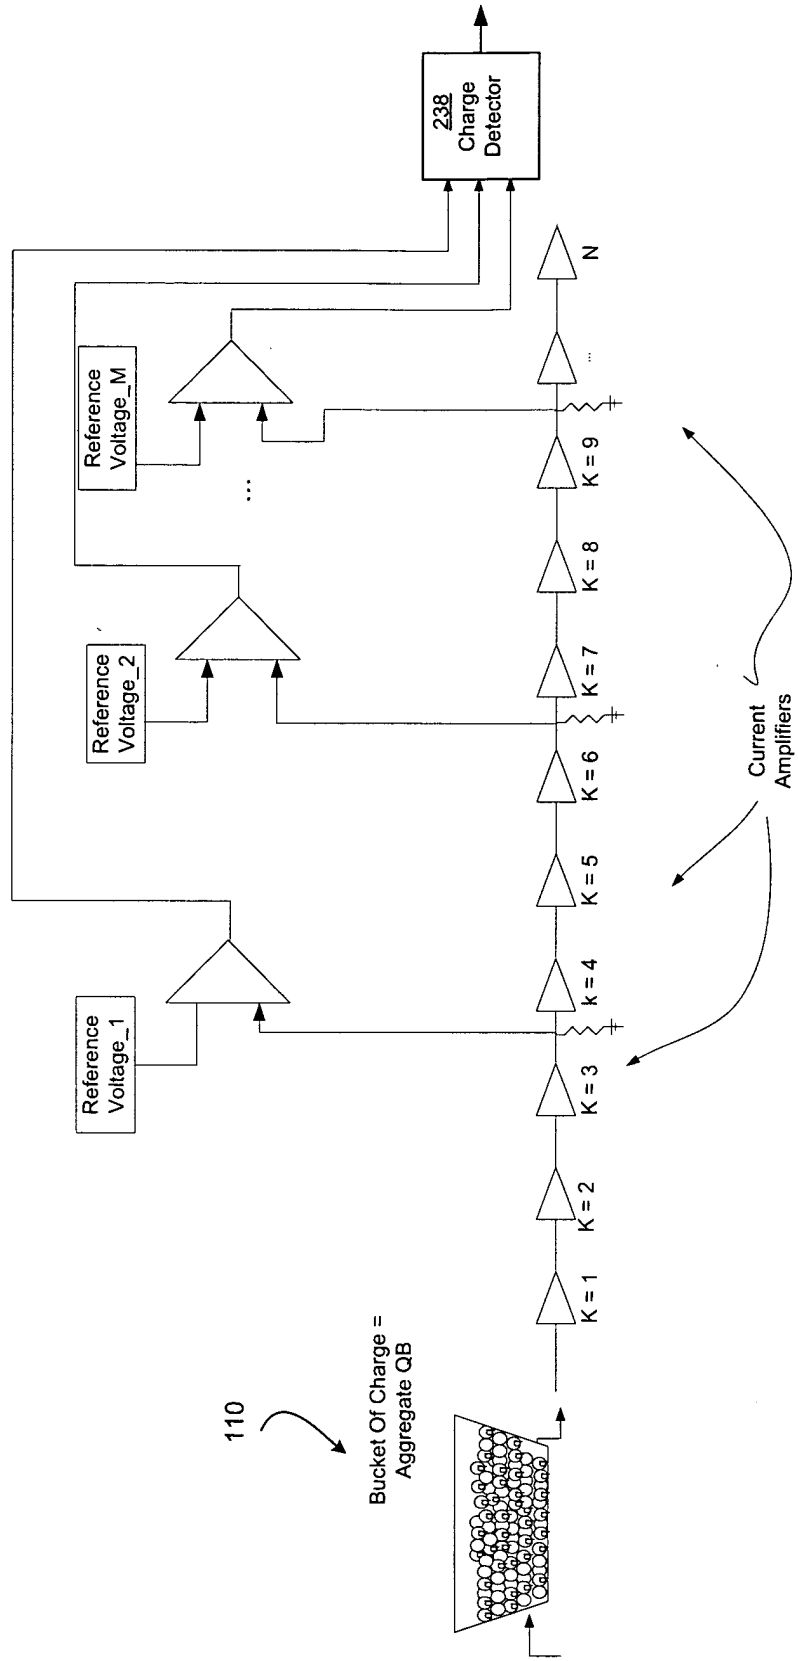 110
Bucket Of Charge =
Aggregate QB
Reference
Voltage_1
Reference
Voltage_2
...
Reference
Voltage_M
238
Charge
Detector
K = 1
K = 2
K = 3
k = 4
K = 5
K = 6
K = 7
K = 8
K = 9
...
N
Current
Amplifiers